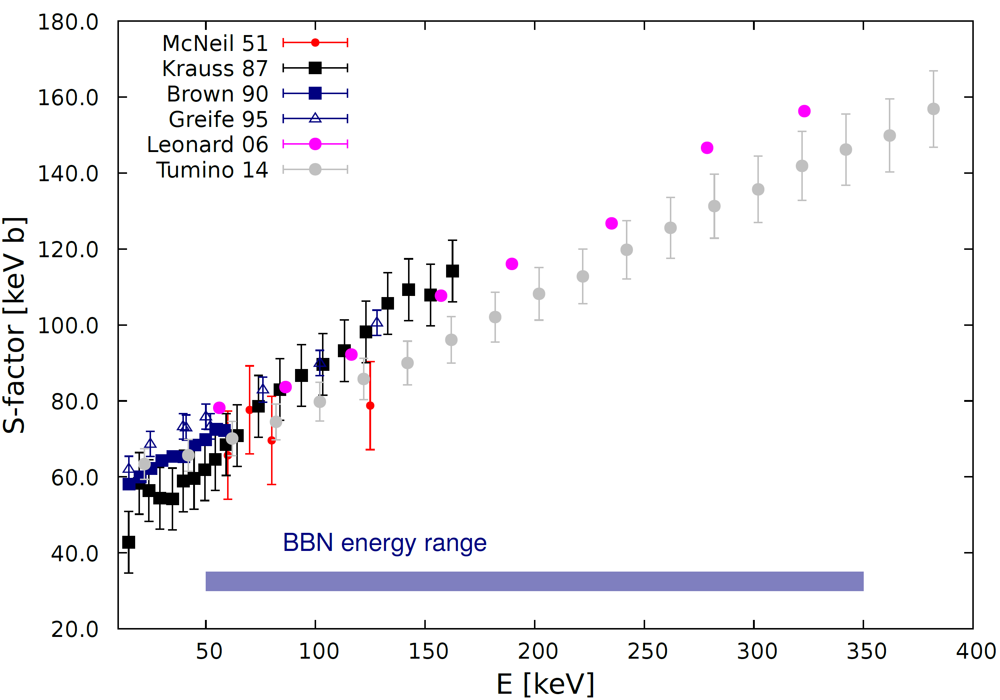 180.0
160.0
140.0
120.0
100.0
80.0
60.0
40.0
20.0
S-factor [keV b]
McNeil 51
Krauss 87
Brown 90
Greife 95
Leonard 06
Tumino 14
BBN energy range
50 100 150 200 250 300 350 400
E [keV]